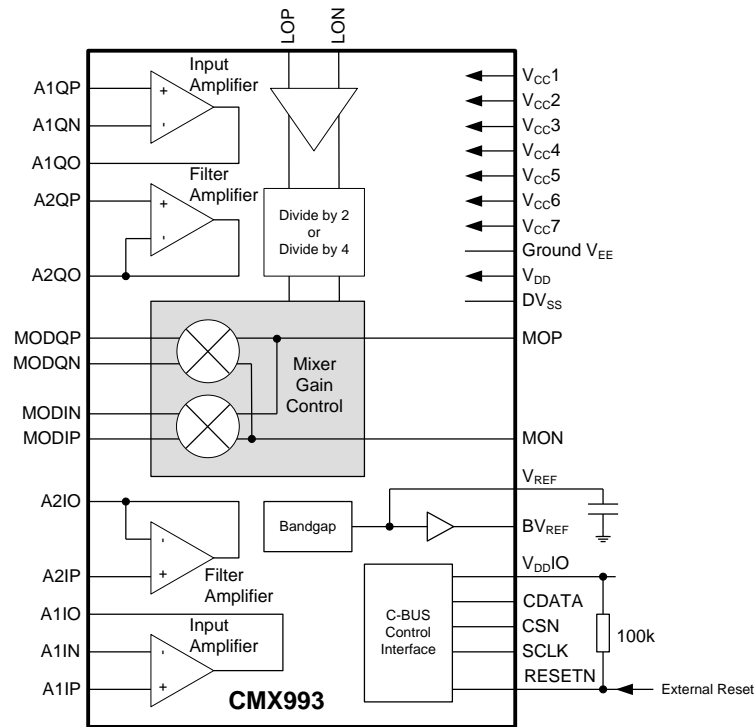 LOP
LON
Input
Amplifier
A1QP
A1QN
A1QO
+
-
Filter
Amplifier
A2QP
A2QO
+
-
Divide by 2
or
Divide by 4
VCC1
VCC2
VCC3
VCC4
VCC5
VCC6
VCC7
Ground VEE
VDD
DVSS
MODQP
MODQN
MODIN
MODIP
Mixer
Gain
Control
MOP
MON
A2IO
A2IP
-
+
Filter
Amplifier
Bandgap
VREF
BVREF
A1IO
A1IN
A1IP
Input
Amplifier
-
+
C-BUS
Control
Interface
VDDIO
CDATA
CSN
SCLK
RESETN
100k
External Reset
CMX993